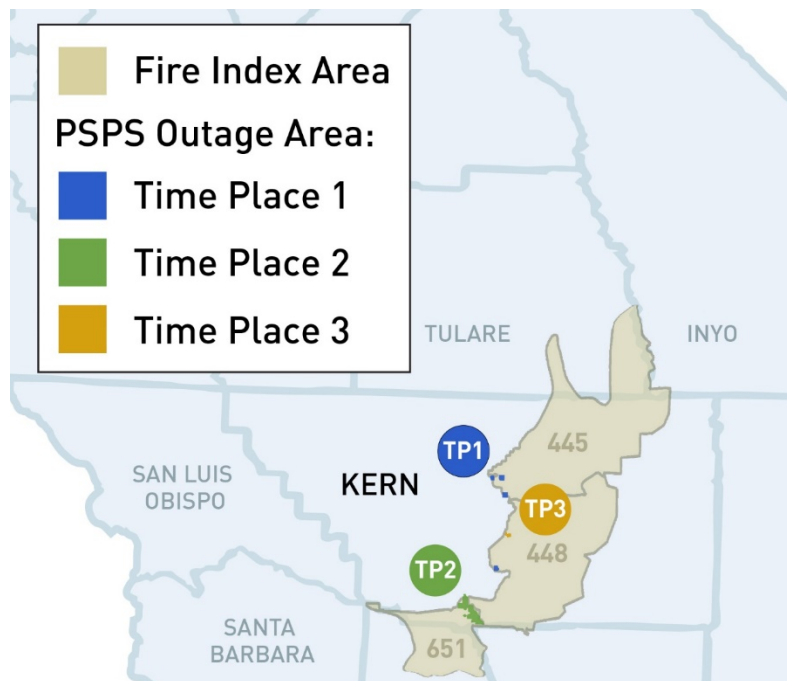 Fire Index Area
PSPS Outage Area:
Time Place 1
Time Place 2
Time Place 3
TULARE
INYO
445
TP1
SAN LUIS
OBISPO
KERN
TP3
448
TP2
SANTA
BARBARA
651